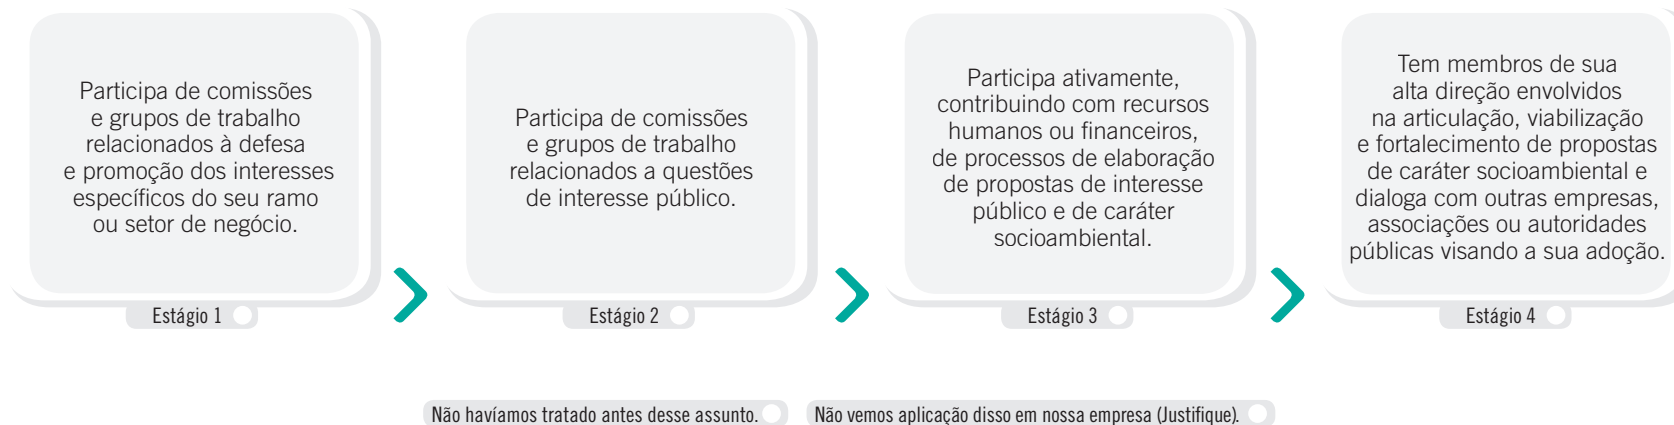 Participa de comissões
e grupos de trabalho
relacionados à defesa
e promoção dos interesses
específicos do seu ramo
ou setor de negócio.
Estágio 1
Participa de comissões
e grupos de trabalho
relacionados a questões
de interesse público.
Estágio 2
Participa ativamente,
contribuindo com recursos
humanos ou financeiros,
de processos de elaboração
de propostas de interesse
público e de caráter
socioambiental.
Estágio 3
Tem membros de sua
alta direção envolvidos
na articulação, viabilização
e fortalecimento de propostas
de caráter socioambiental e
dialoga com outras empresas,
associações ou autoridades
públicas visando a sua adoção.
Estágio 4
Não havíamos tratado antes desse assunto.
Não vemos aplicação disso em nossa empresa (Justifique).